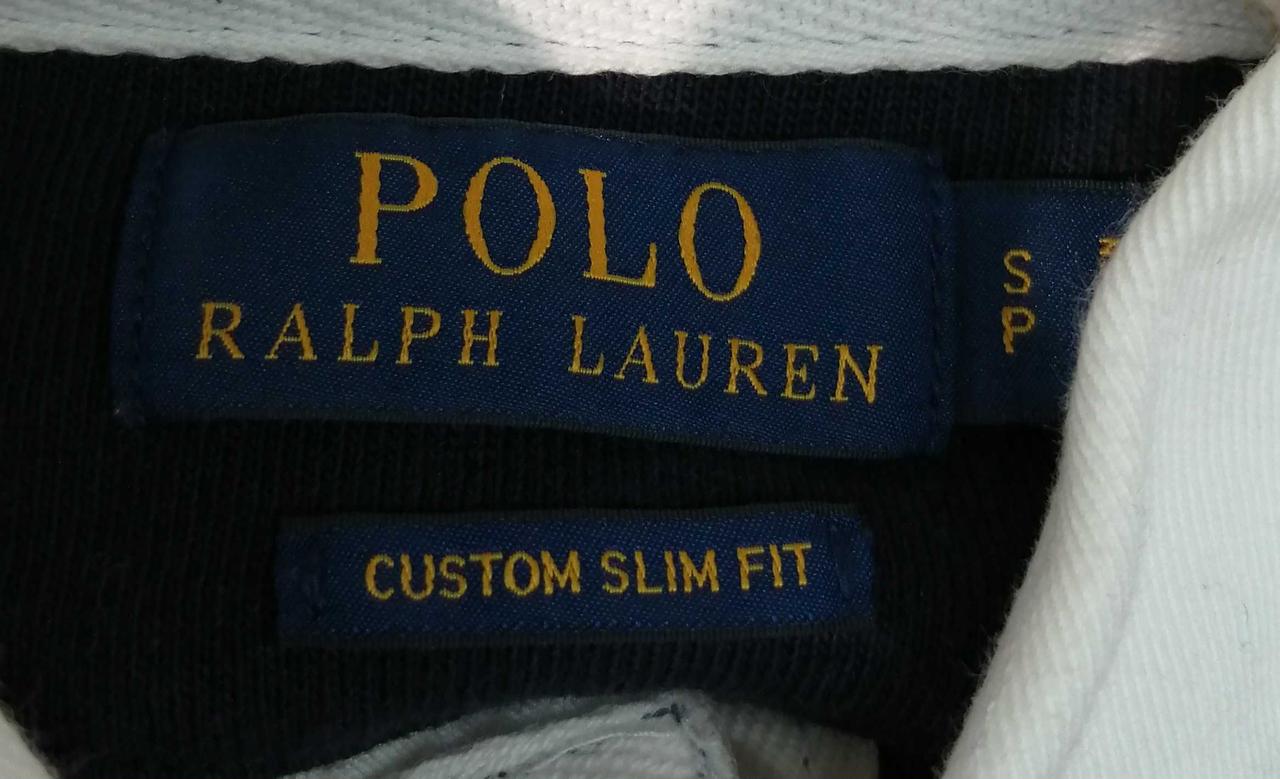 POLO
RALPH LAUREN
S
P
CUSTOM SLIM FIT